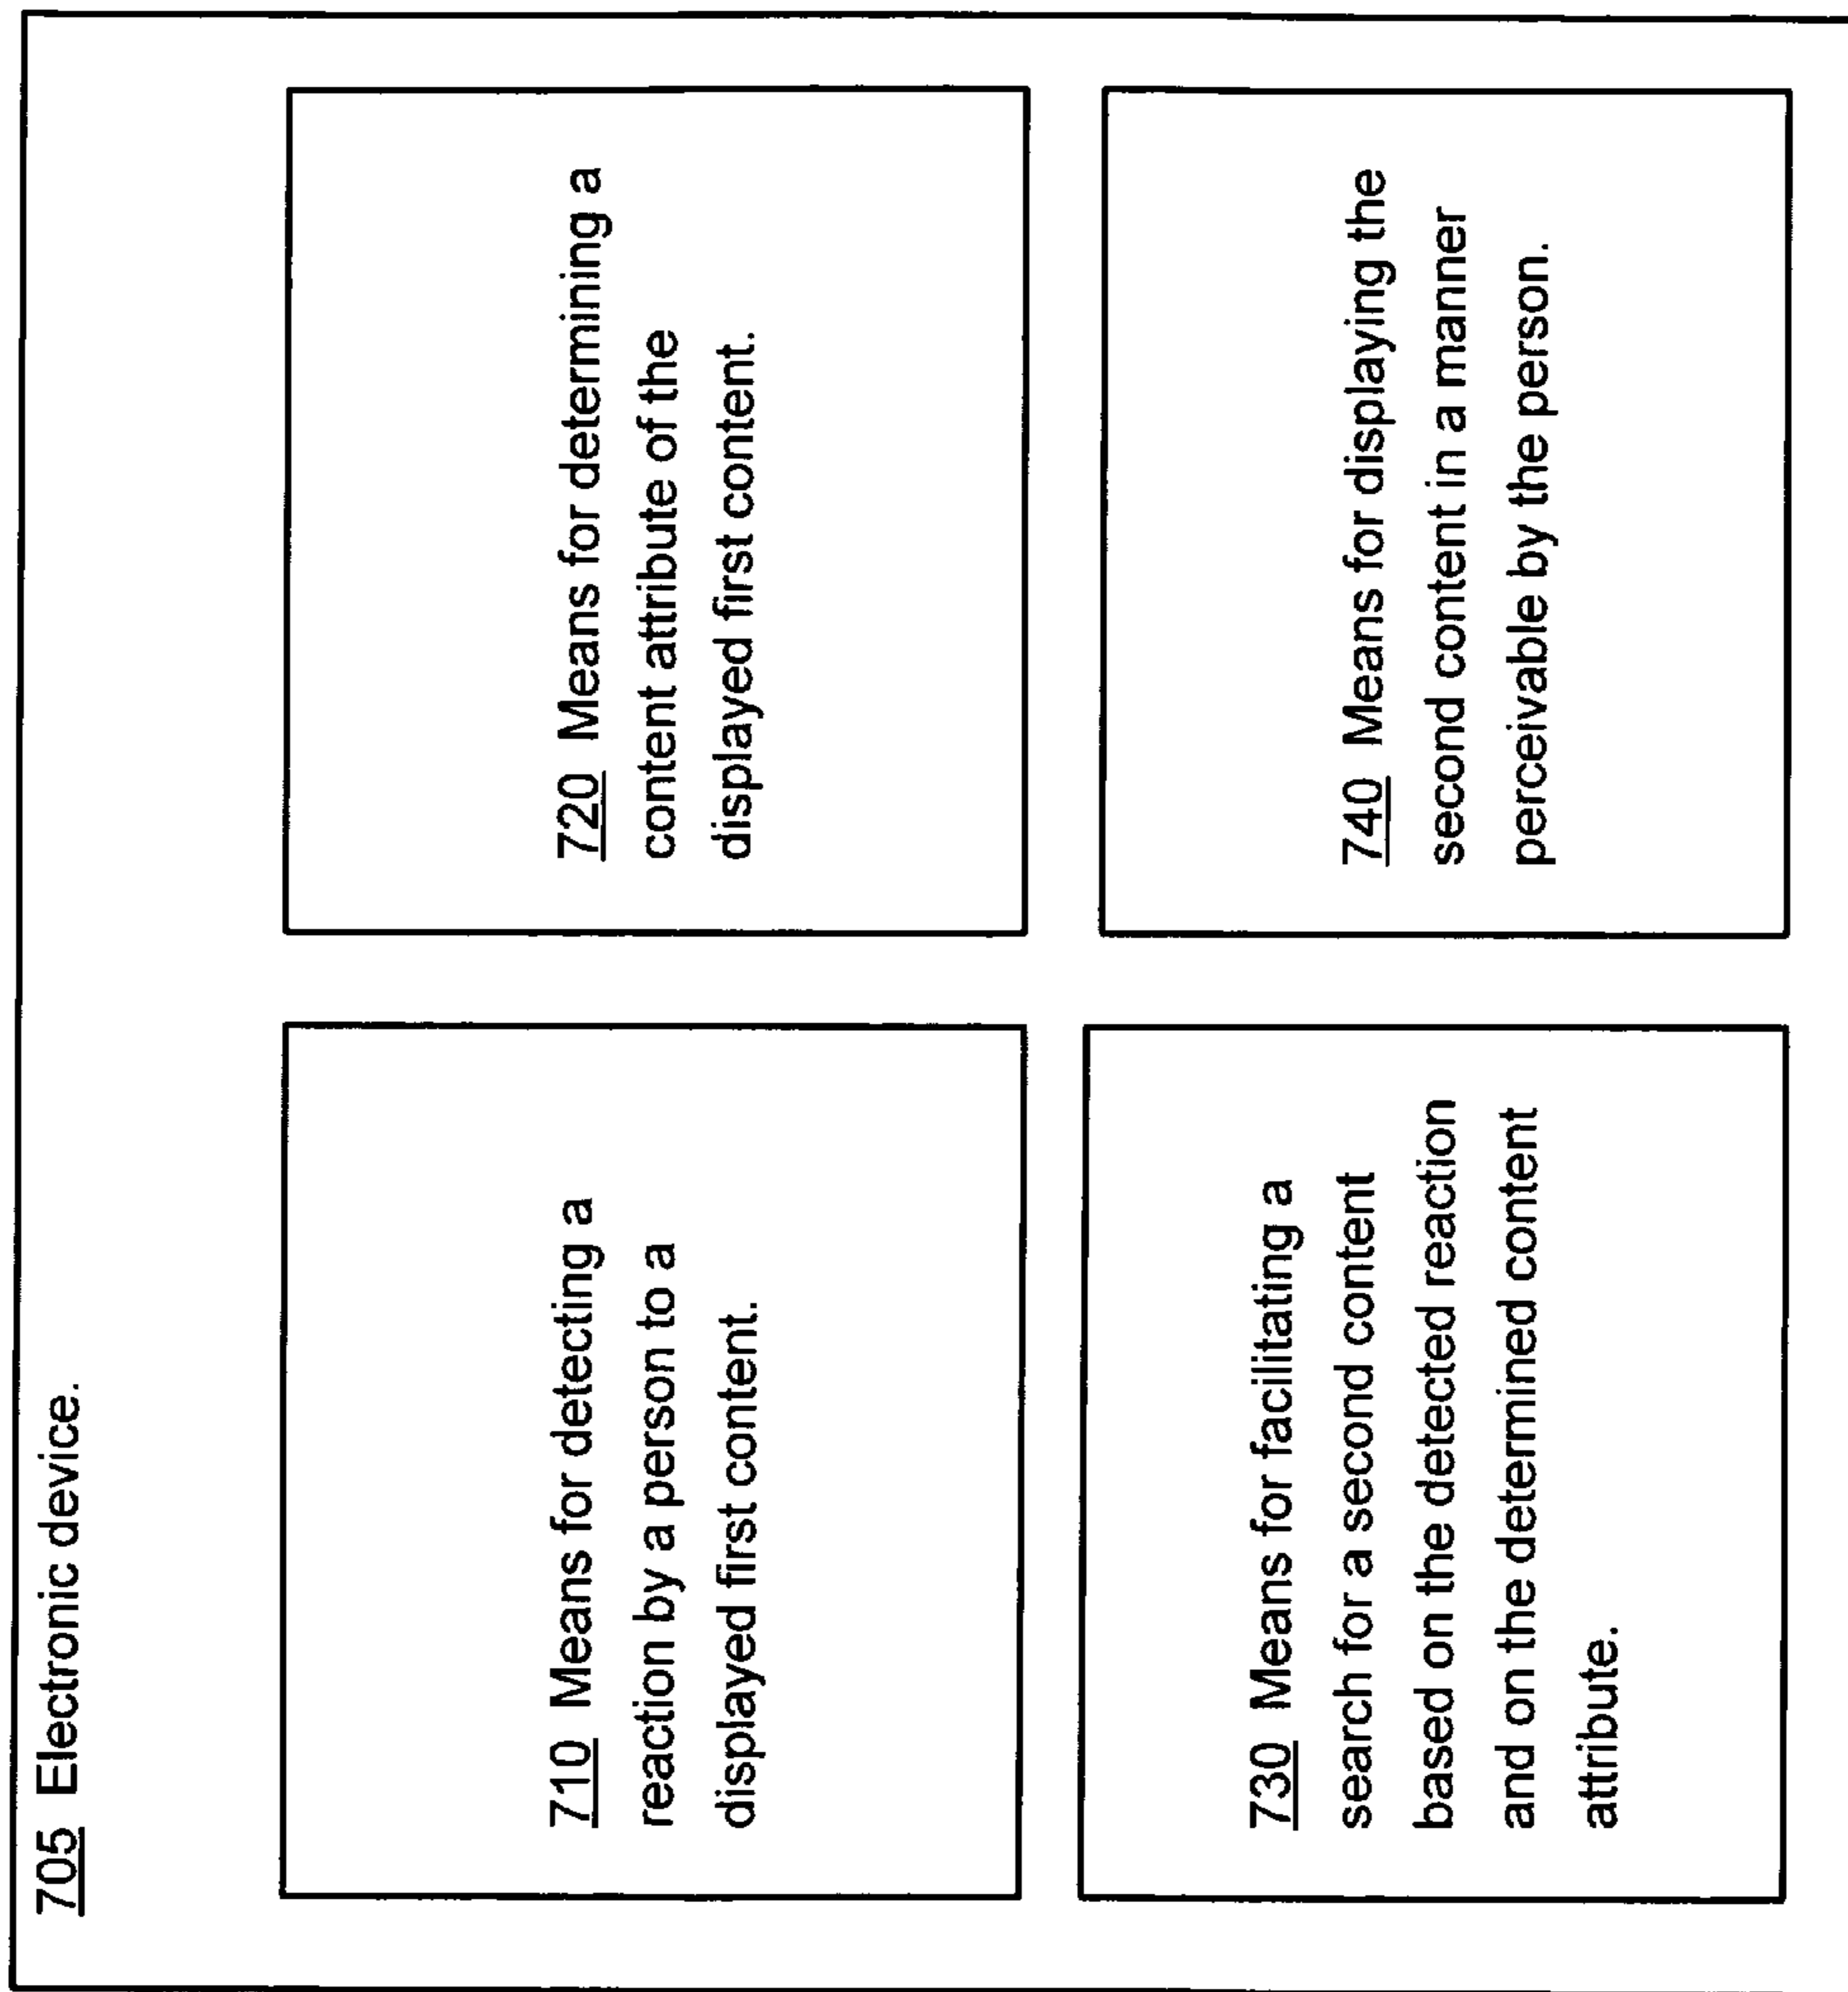 705 Electronic device.
710 Means for detecting a
reaction by a person to a
displayed first content.
720 Means for determining a
content attribute of the
displayed first content.
730 Means for facilitating a
search for a second content
based on the detected reaction
and on the determined content
attribute.
740 Means for displaying the
second content in a manner
perceivable by the person.